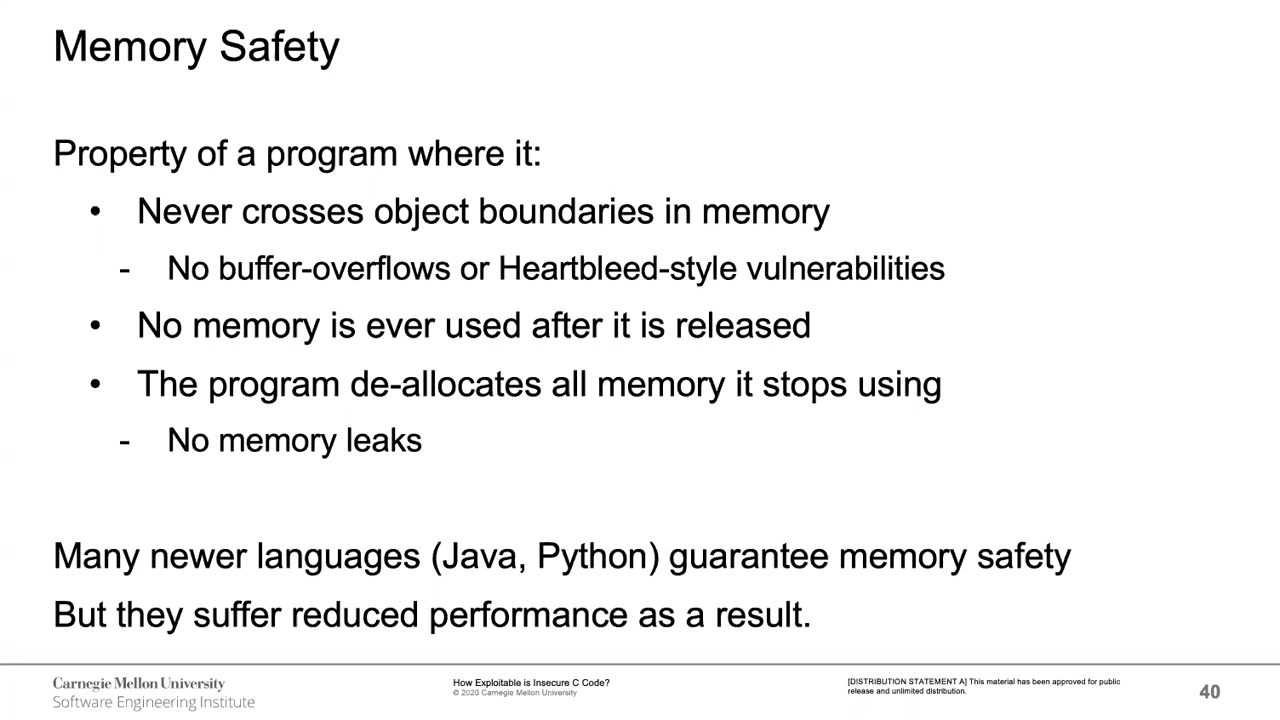 Memory Safety
Property of a program where it:
• Never crosses object boundaries in memory
- No buffer-overflows or Heartbleed-style vulnerabilities
• No memory is ever used after it is released
• The program de-allocates all memory it stops using
- No memory leaks
Many newer languages (Java, Python) guarantee memory safety
But they suffer reduced performance as a result.
Carnegie Mellon University
Software Engineering Institute
How Exploitable is Insecure C Code?
© 2020 Carnegie Mellon University
[DISTRIBUTION STATEMENT A] This material has been approved for public
release and unlimited distribution.
40